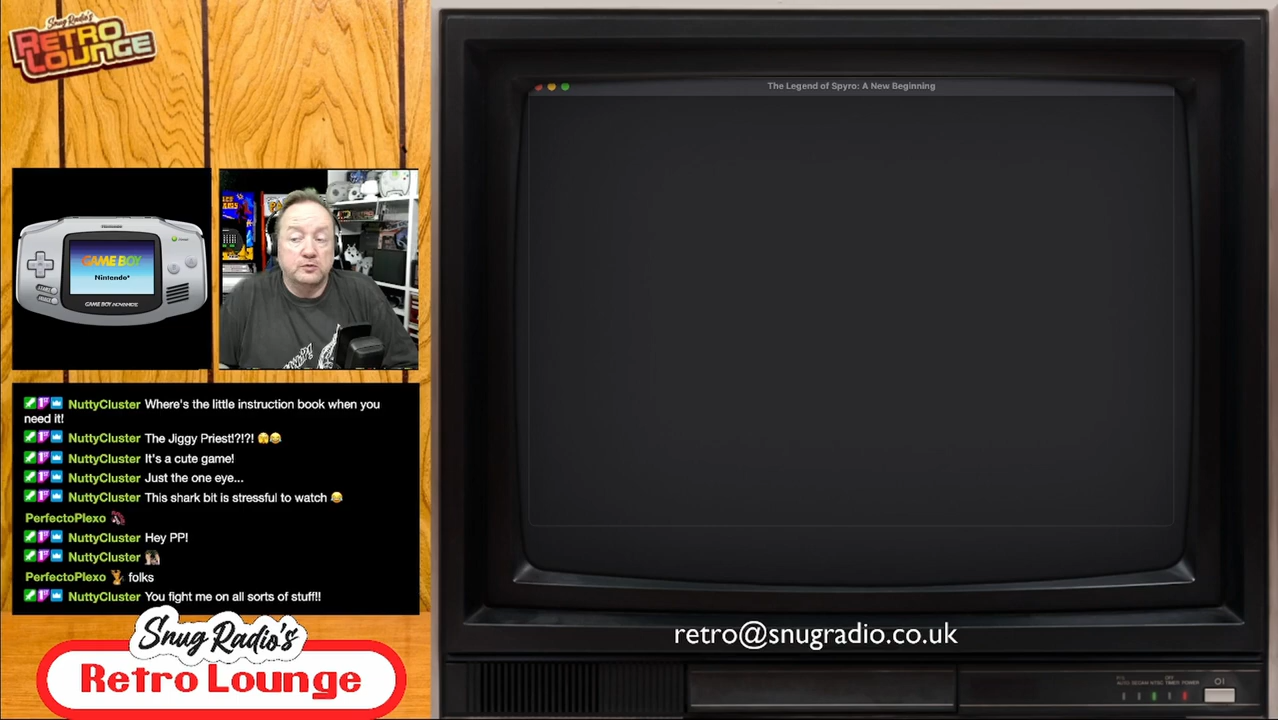 Snug Radio's
RETRO
LOUNGE
The Legend of Spyro: A New Beginning
GAME BOY
Nintendo
GAME BOY ADVANCE
NuttyCluster Where's the little instruction book when you
need it!
NuttyCluster The Jiggy Priest!?!?! 🫣😂
NuttyCluster It's a cute game!
NuttyCluster Just the one eye...
NuttyCluster This shark bit is stressful to watch 😂
PerfectoPlexo
NuttyCluster Hey PP!
NuttyCluster
PerfectoPlexo folks
NuttyCluster You fight me on all sorts of stuff!!
Snug Radio's
Retro Lounge
retro@snugradio.co.uk